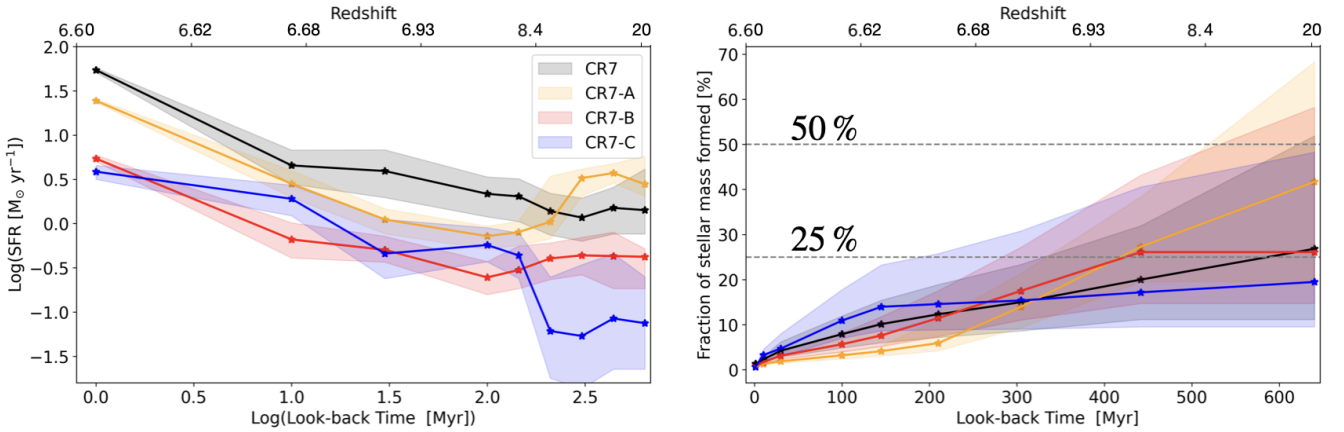 Redshift
6.60 6.62 6.68 6.93 8.4 20
2.0
1.5
1.0
0.5
0.0
−0.5
−1.0
−1.5
Log(SFR [M⊙ yr⁻¹])
CR7
CR7-A
CR7-B
CR7-C
0.0 0.5 1.0 1.5 2.0 2.5
Log(Look-back Time [Myr])
Redshift
6.60 6.62 6.68 6.93 8.4 20
70
60
50
40
30
20
10
0
Fraction of stellar mass formed [%]
50 %
25 %
0 100 200 300 400 500 600
Look-back Time [Myr]